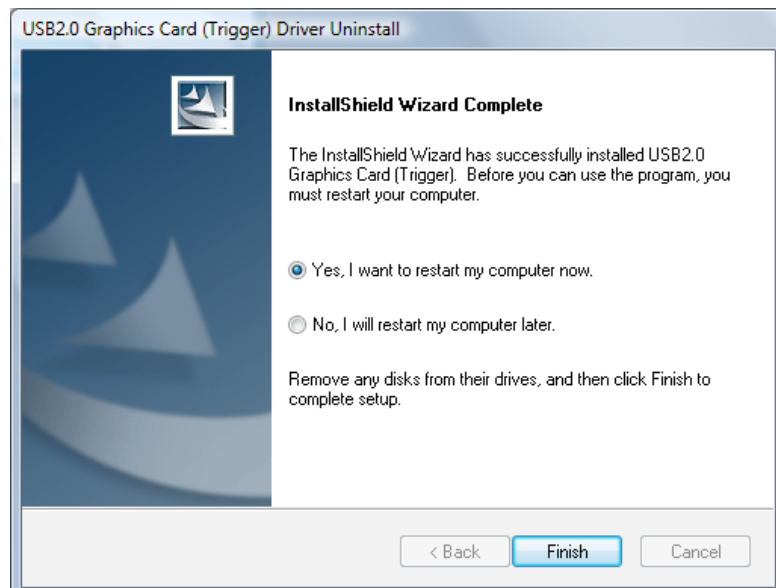 USB2.0 Graphics Card (Trigger) Driver Uninstall
InstallShield Wizard Complete
The InstallShield Wizard has successfully installed USB2.0
Graphics Card (Trigger).  Before you can use the program, you
must restart your computer.
Yes, I want to restart my computer now.
No, I will restart my computer later.
Remove any disks from their drives, and then click Finish to
complete setup.
< Back
Finish
Cancel